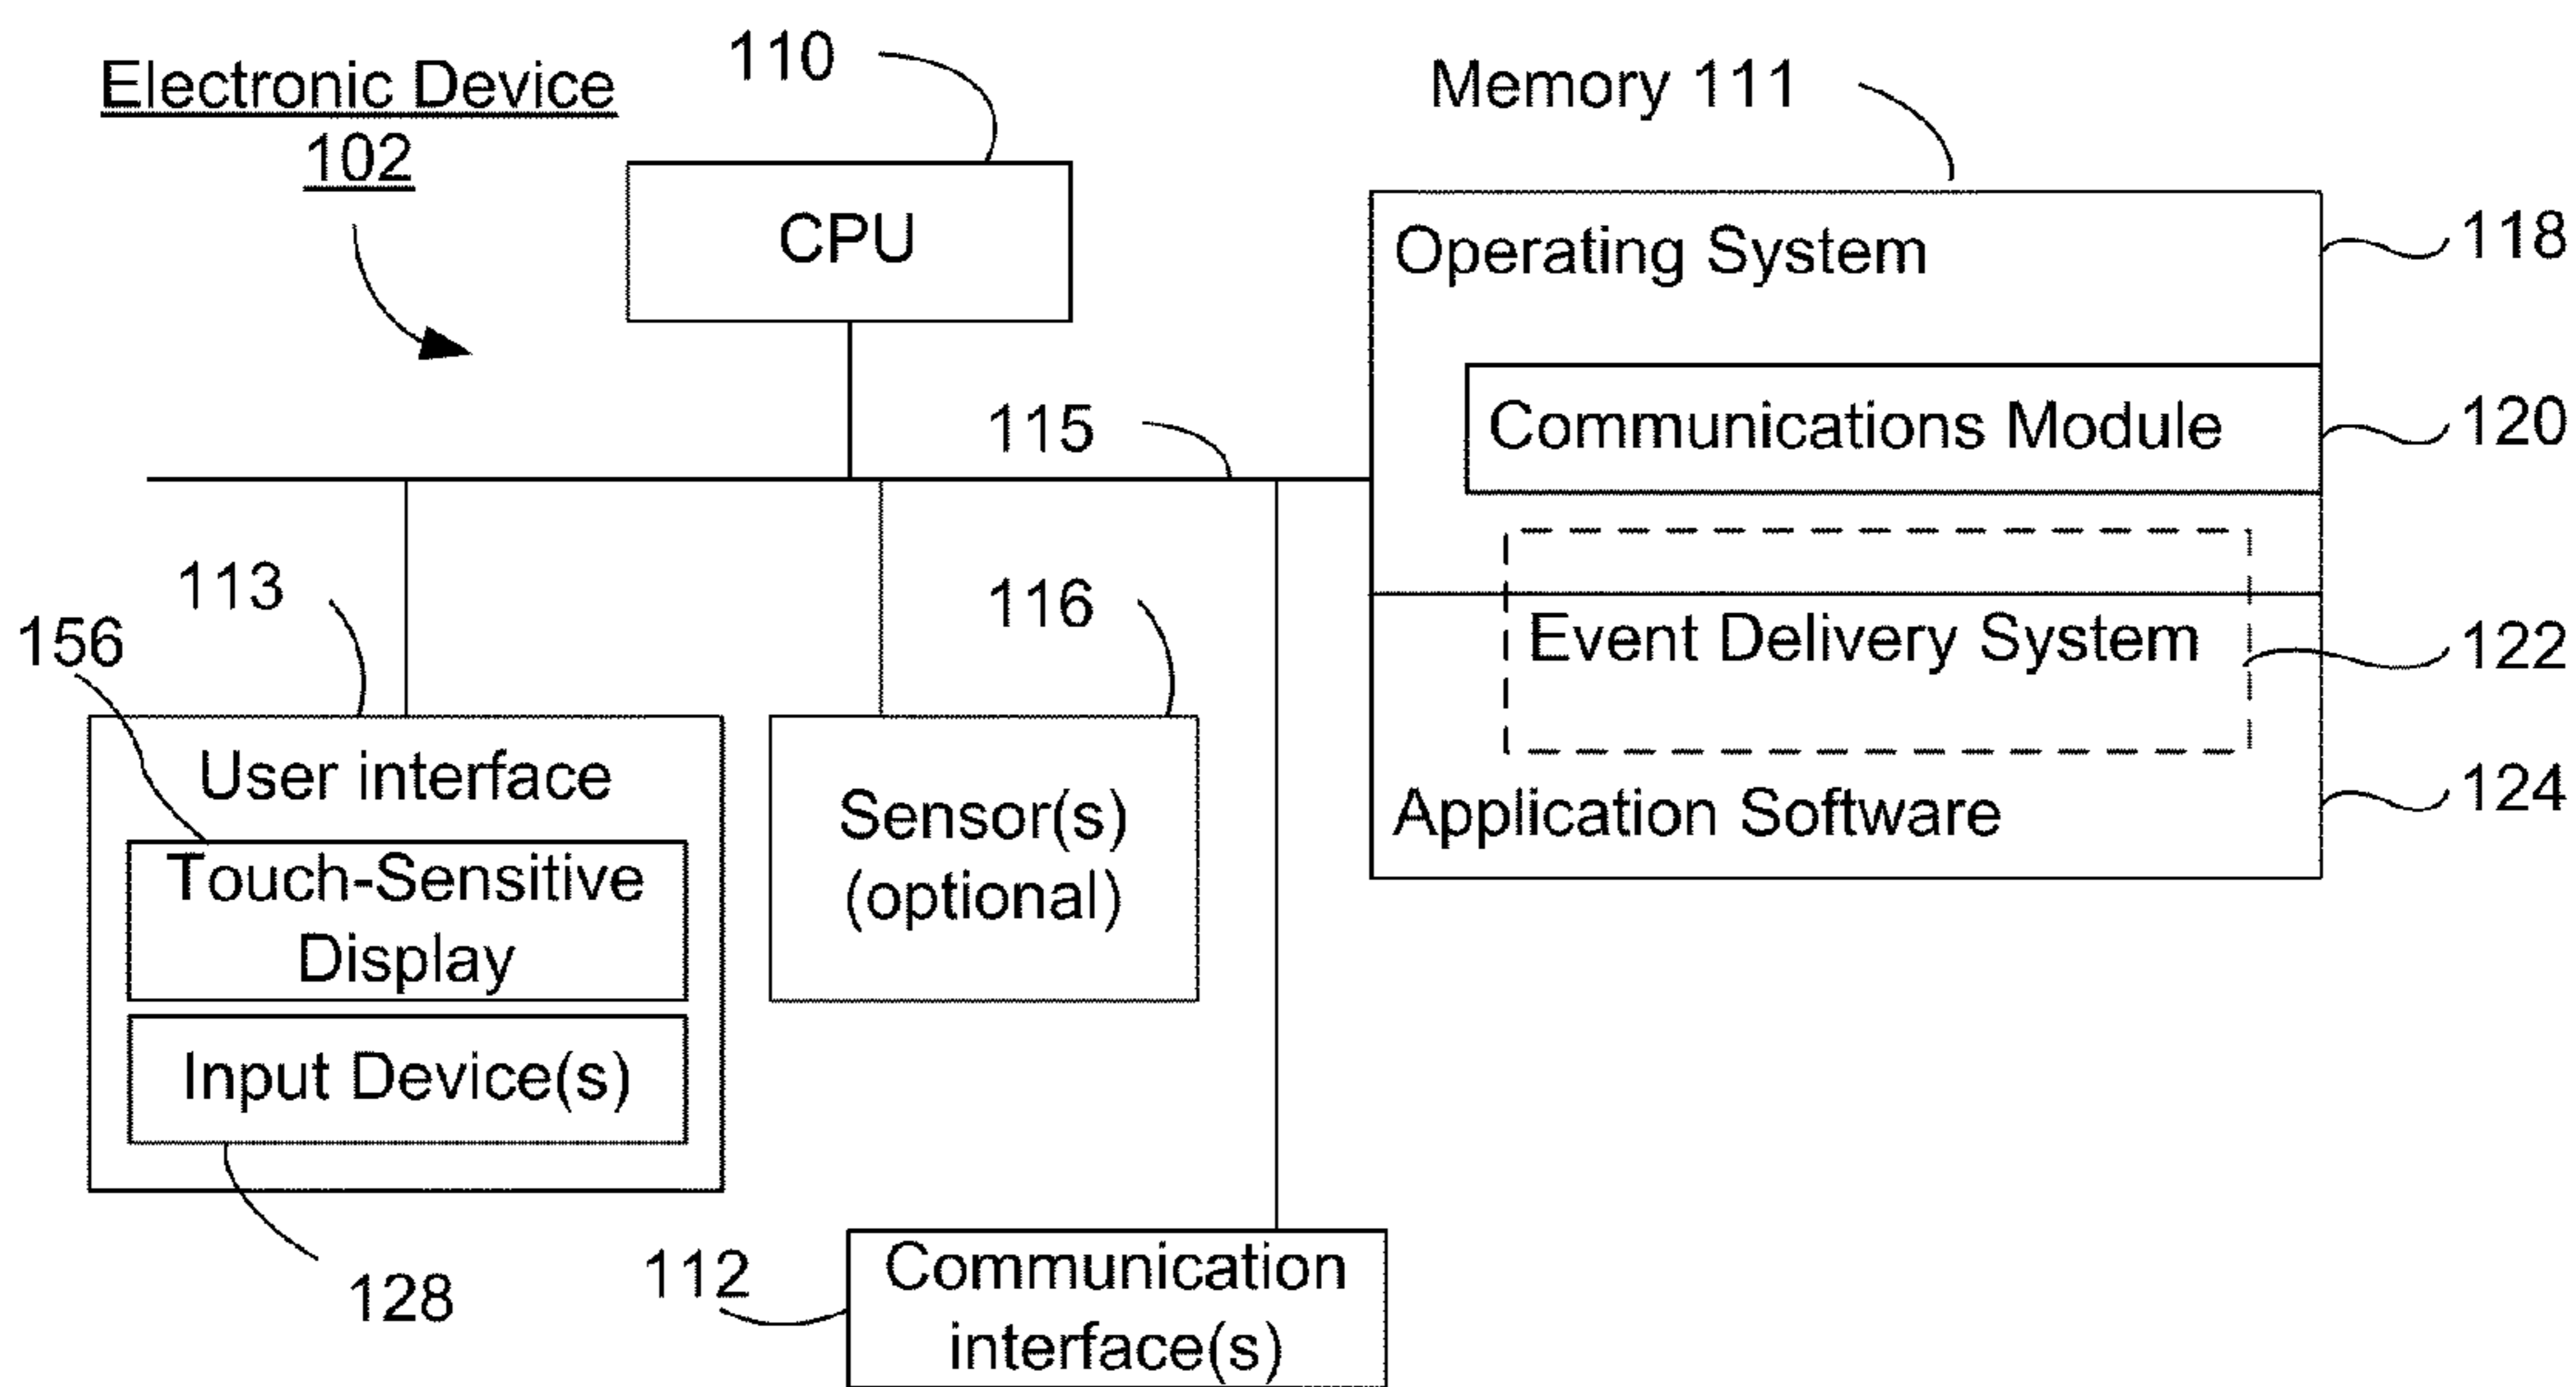 Electronic Device
102
110
CPU
Memory 111
Operating System
118
Communications Module
120
115
Event Delivery System
122
Application Software
124
113
156
User interface
Touch-Sensitive
Display
Input Device(s)
128
116
Sensor(s)
(optional)
112
Communication
interface(s)